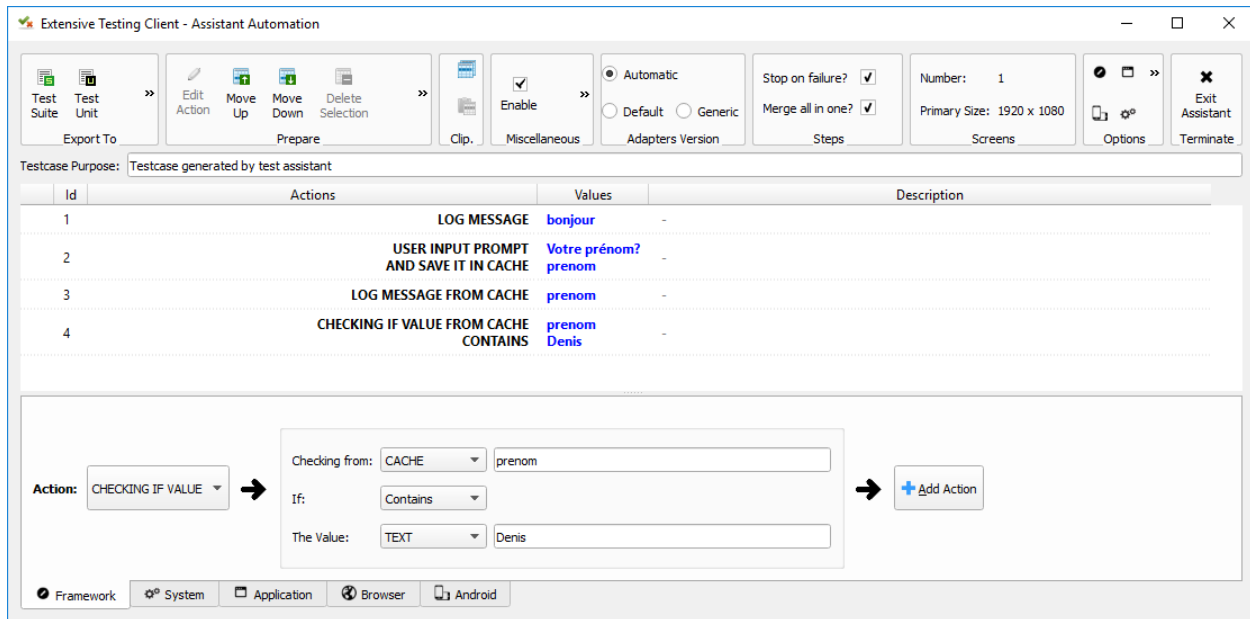 Extensive Testing Client - Assistant Automation
Test Suite
Test Unit
»
Export To
Edit Action
Move Up
Move Down
Delete Selection
»
Prepare
Clip.
Enable
»
Miscellaneous
Automatic
Default Generic
Adapters Version
Stop on failure?
Merge all in one?
Steps
Number: 1
Primary Size: 1920 x 1080
Screens
»
Options
Exit Assistant
Terminate
Testcase Purpose: Testcase generated by test assistant
Id Actions Values Description
1 LOG MESSAGE bonjour -
2 USER INPUT PROMPT Votre prénom? -
AND SAVE IT IN CACHE prenom
3 LOG MESSAGE FROM CACHE prenom -
4 CHECKING IF VALUE FROM CACHE prenom -
CONTAINS Denis
Checking from: CACHE prenom
Action: CHECKING IF VALUE
If: Contains
Add Action
The Value: TEXT Denis
Framework System Application Browser Android